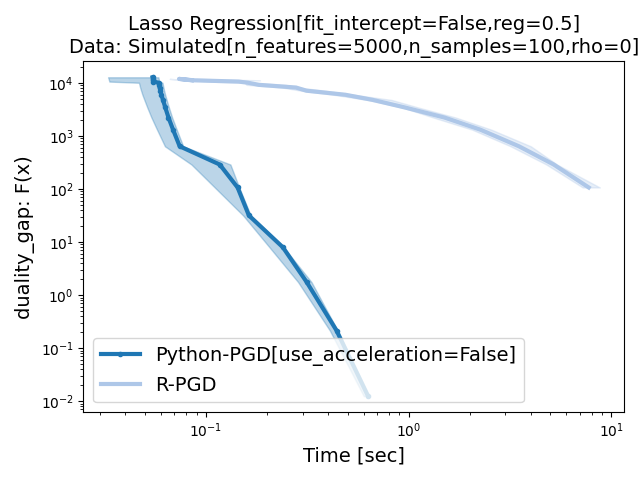 Lasso Regression[fit_intercept=False,reg=0.5]
Data: Simulated[n_features=5000,n_samples=100,rho=0]
duality_gap: F(x)
10⁴
10³
10²
10¹
10⁰
10⁻¹
10⁻²
Python-PGD[use_acceleration=False]
R-PGD
10⁻¹
10⁰
10¹
Time [sec]